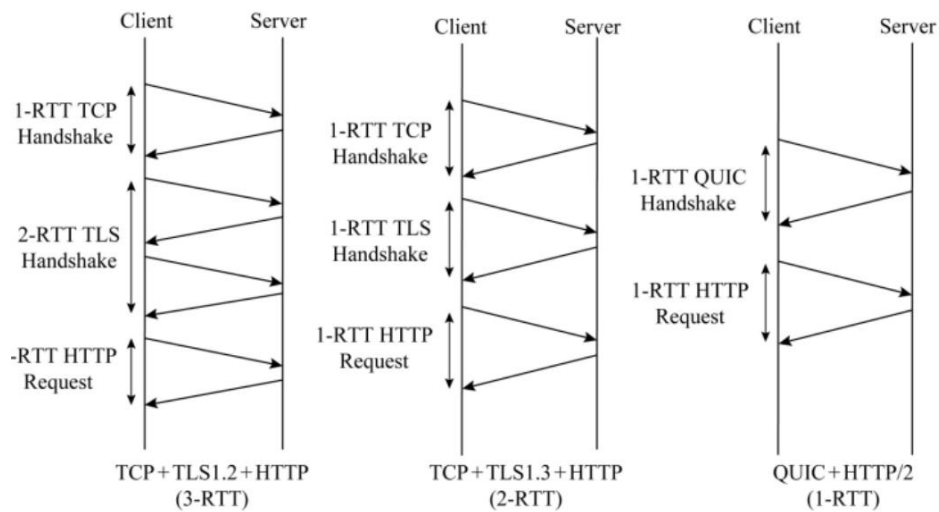 Client Server
1-RTT TCP
Handshake
2-RTT TLS
Handshake
-RTT HTTP
Request
TCP+TLS1.2+HTTP
(3-RTT)
Client Server
1-RTT TCP
Handshake
1-RTT TLS
Handshake
1-RTT HTTP
Request
TCP+TLS1.3+HTTP
(2-RTT)
Client Server
1-RTT QUIC
Handshake
1-RTT HTTP
Request
QUIC+HTTP/2
(1-RTT)